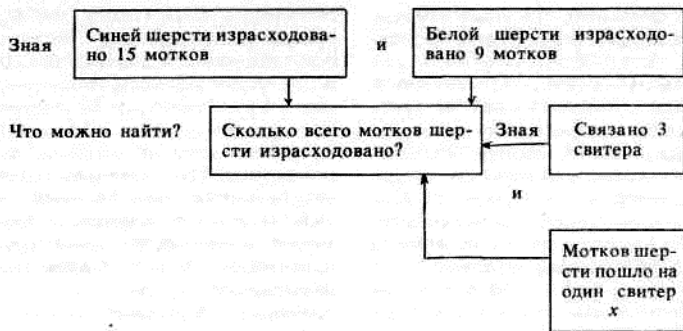 Зная
Синей шерсти израсходова-
но 15 мотков
и
Белой шерсти израсходо-
вано 9 мотков
Что можно найти?
Сколько всего мотков шер-
сти израсходовано?
Зная
Связано 3
свитера
и
Мотков шер-
сти пошло на
один свитер
x